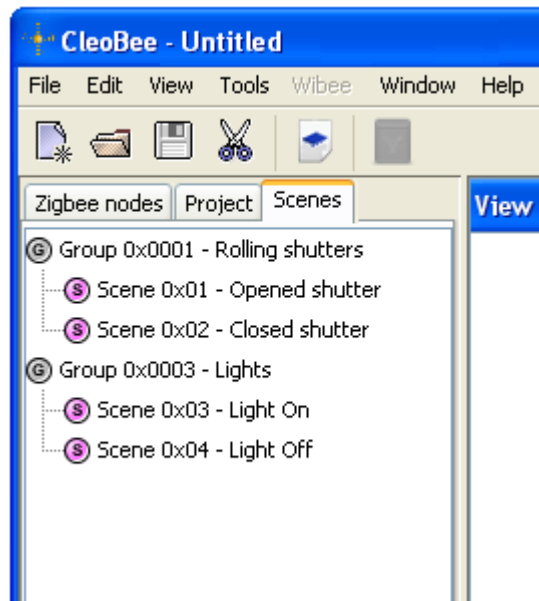 CleoBee - Untitled
File Edit View Tools Wibee Window Help
Zigbee nodes Project Scenes
View
G Group 0x0001 - Rolling shutters
S Scene 0x01 - Opened shutter
S Scene 0x02 - Closed shutter
G Group 0x0003 - Lights
S Scene 0x03 - Light On
S Scene 0x04 - Light Off